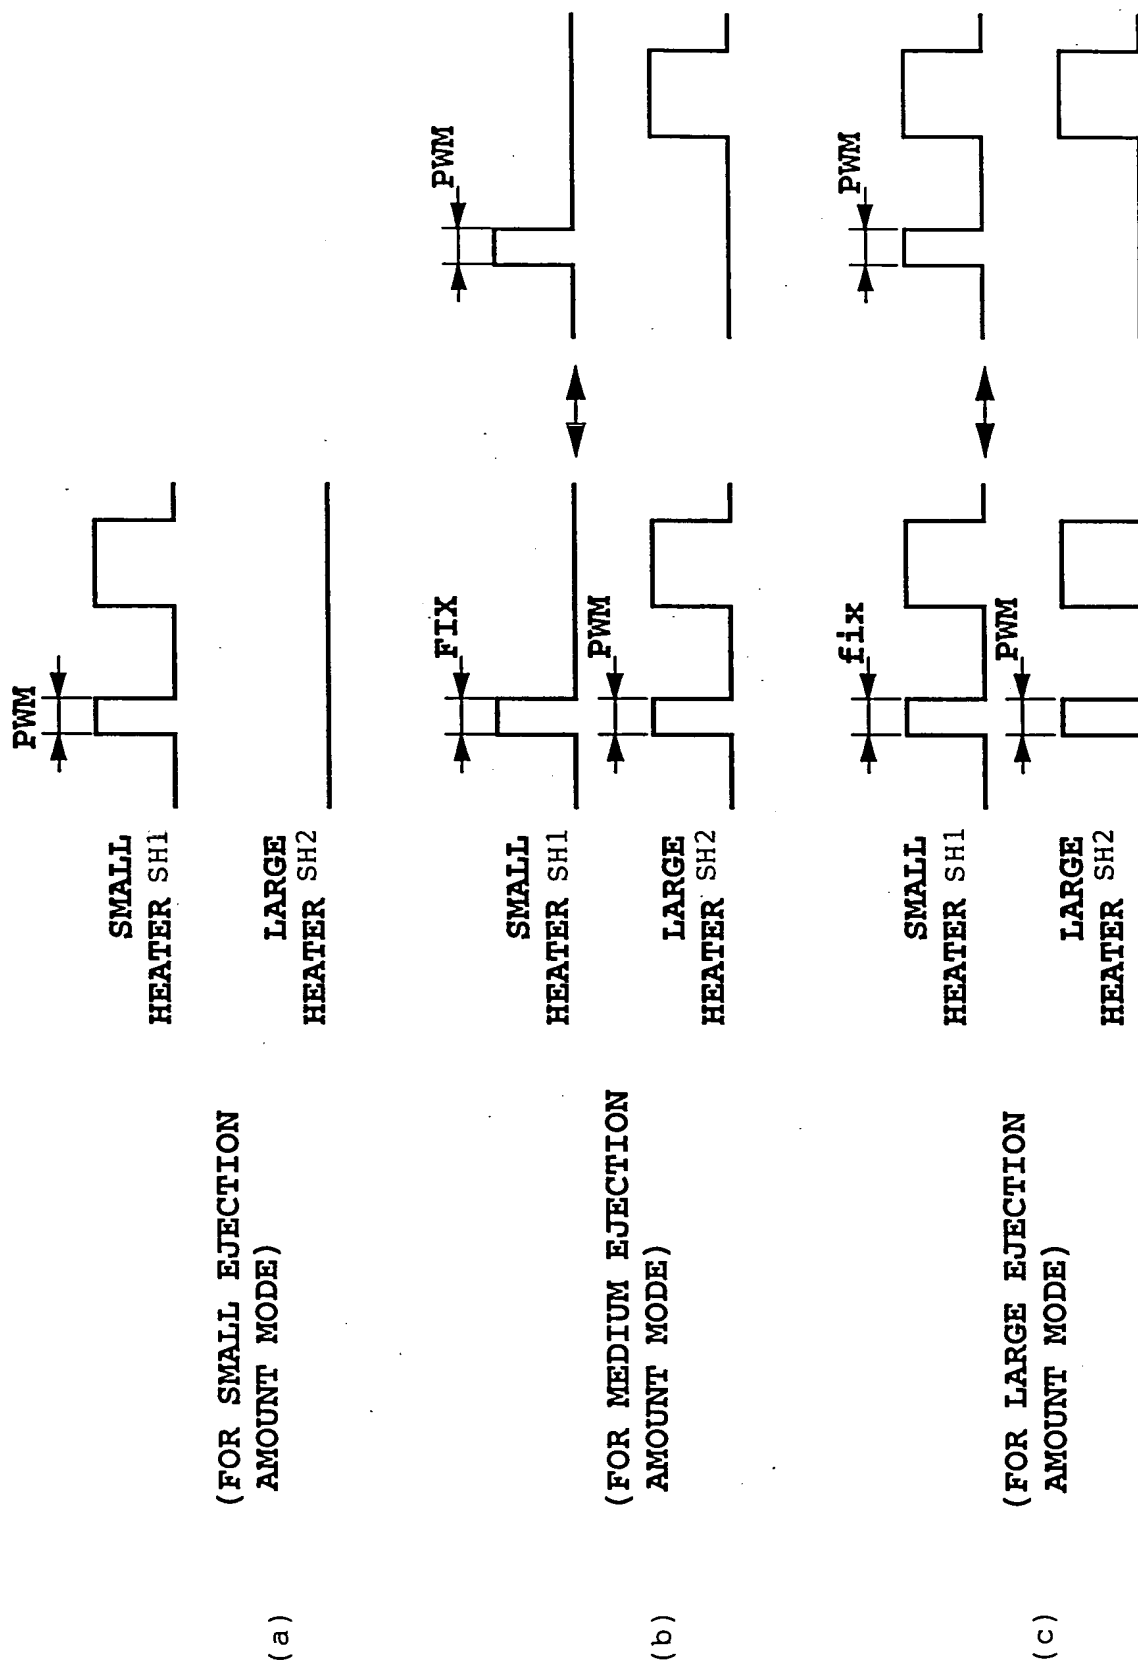 (a)
(FOR SMALL EJECTION
AMOUNT MODE)
SMALL
HEATER SH1
PWM
LARGE
HEATER SH2
(b)
(FOR MEDIUM EJECTION
AMOUNT MODE)
SMALL
HEATER SH1
FIX
PWM
LARGE
HEATER SH2
PWM
(c)
(FOR LARGE EJECTION
AMOUNT MODE)
SMALL
HEATER SH1
fix
PWM
LARGE
HEATER SH2
PWM